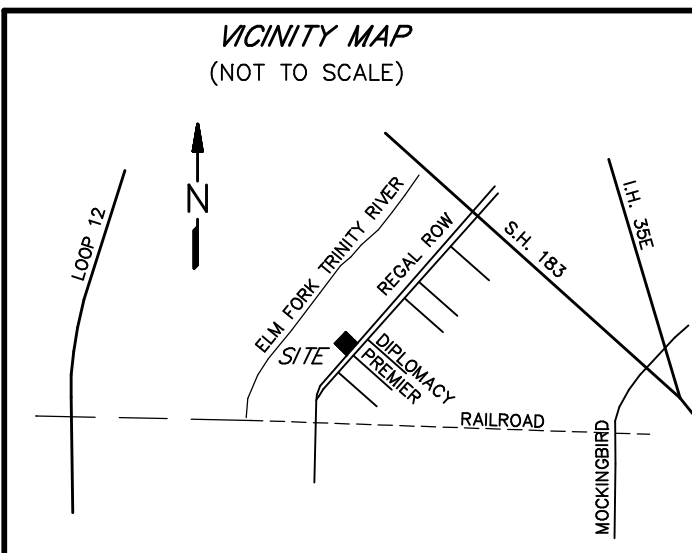 VICINITY MAP
(NOT TO SCALE)
N
LOOP 12
ELM FORK TRINITY RIVER
REGAL ROW
S.H. 183
I.H. 35E
SITE
DIPLOMACY
PREMIER
RAILROAD
MOCKINGBIRD